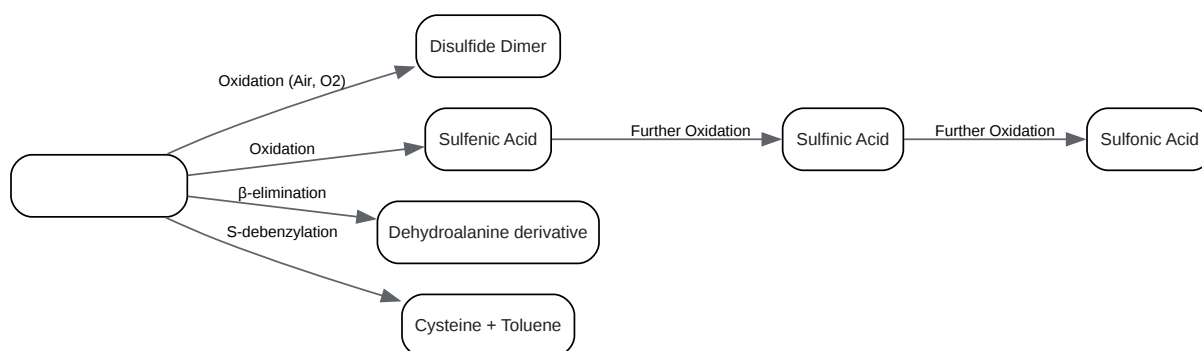 Disulfide Dimer
Oxidation (Air, O2)
Sulfenic Acid
Further Oxidation
Sulfinic Acid
Further Oxidation
Sulfonic Acid
Oxidation
β-elimination
Dehydroalanine derivative
S-debenzylation
Cysteine + Toluene